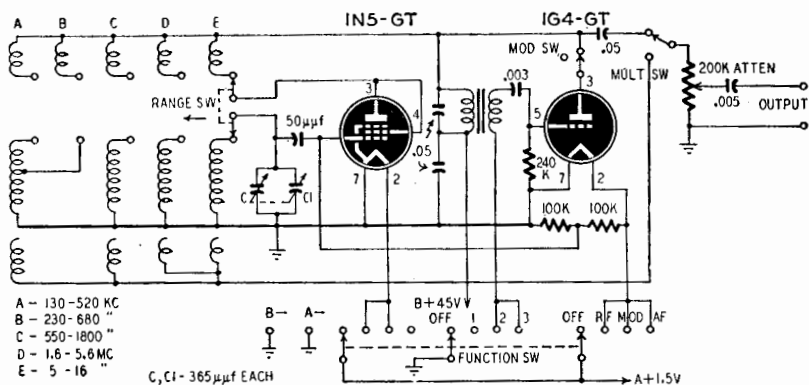 1N5-GT
1G4-GT
A B C D E
RANGE SW
50μμf
3
4
7
2
C2
C1
.05
.003
MOD SW.
.05
MULT SW
3
5
7
2
240
K
100K
100K
200K ATTEN
.005
OUTPUT
A – 130-520 KC
B – 230-680 "
C – 550-1800 "
D – 1.6-5.6 MC
E – 5 -16 "
C,C1- 365μμf EACH
B–
A–
B+45V
OFF
1
2
3
FUNCTION SW
OFF
RF
MOD
AF
A+1.5V